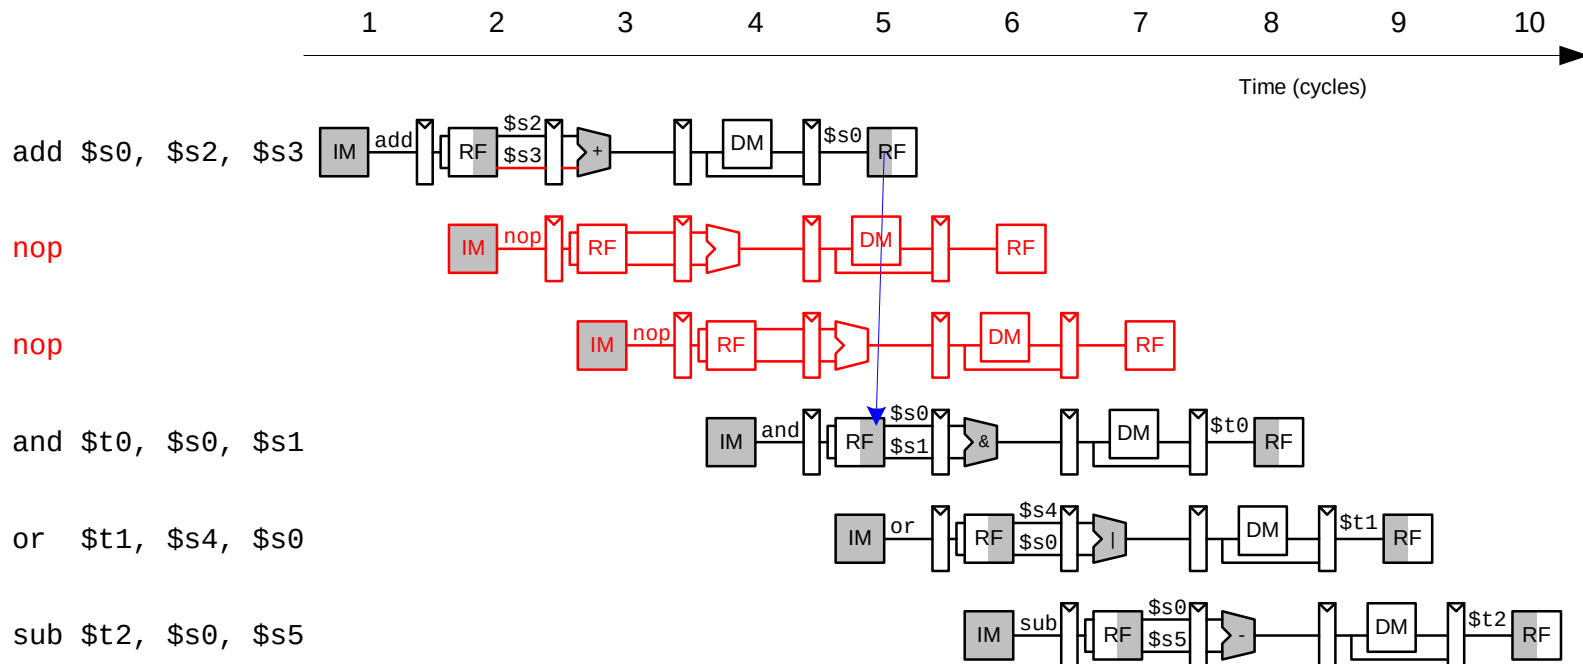 1 2 3 4 5 6 7 8 9 10
Time (cycles)
add $s0, $s2, $s3 IM add RF $s2 $s3 + DM $s0 RF
nop IM nop RF DM RF
nop IM nop RF DM RF
and $t0, $s0, $s1 IM and RF $s0 $s1 & DM $t0 RF
or $t1, $s4, $s0 IM or RF $s4 $s0 | DM $t1 RF
sub $t2, $s0, $s5 IM sub RF $s0 $s5 - DM $t2 RF